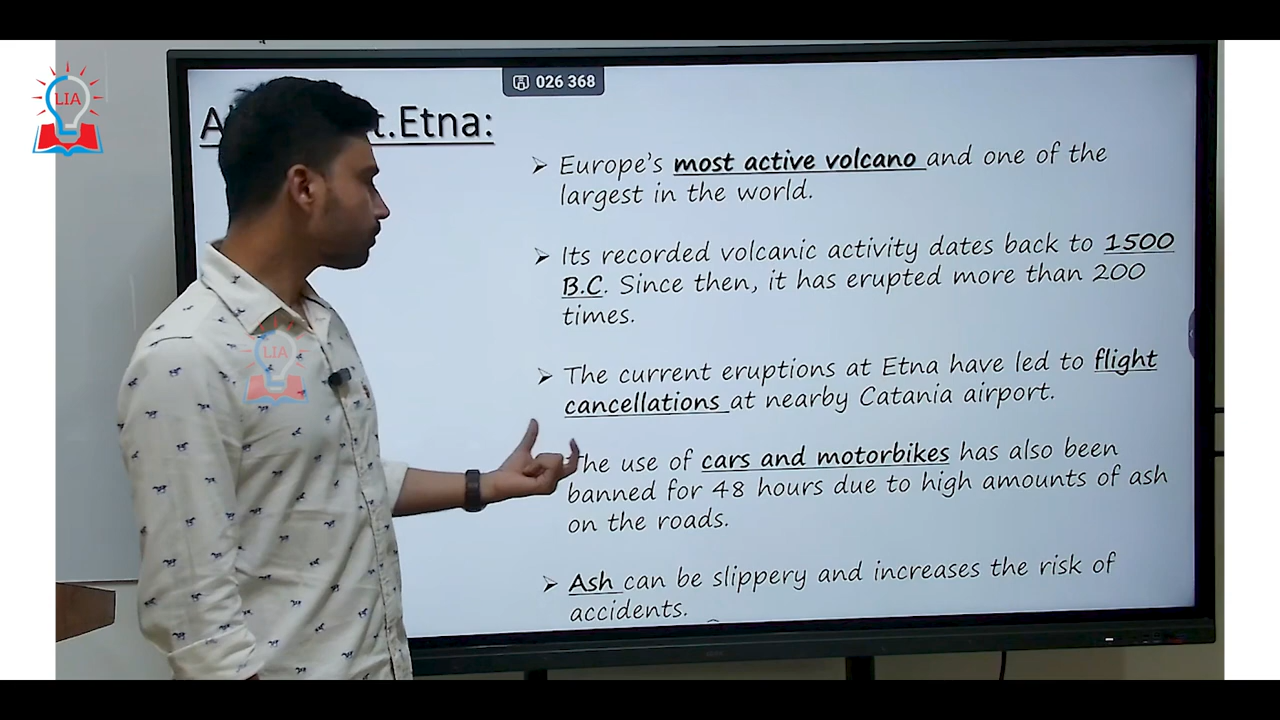 LIA
026 368
A t.Etna:
➢ Europe's most active volcano and one of the
largest in the world.
➢ Its recorded volcanic activity dates back to 1500
B.C. Since then, it has erupted more than 200
times.
➢ The current eruptions at Etna have led to flight
cancellations at nearby Catania airport.
The use of cars and motorbikes has also been
banned for 48 hours due to high amounts of ash
on the roads.
➢ Ash can be slippery and increases the risk of
accidents.
LIA